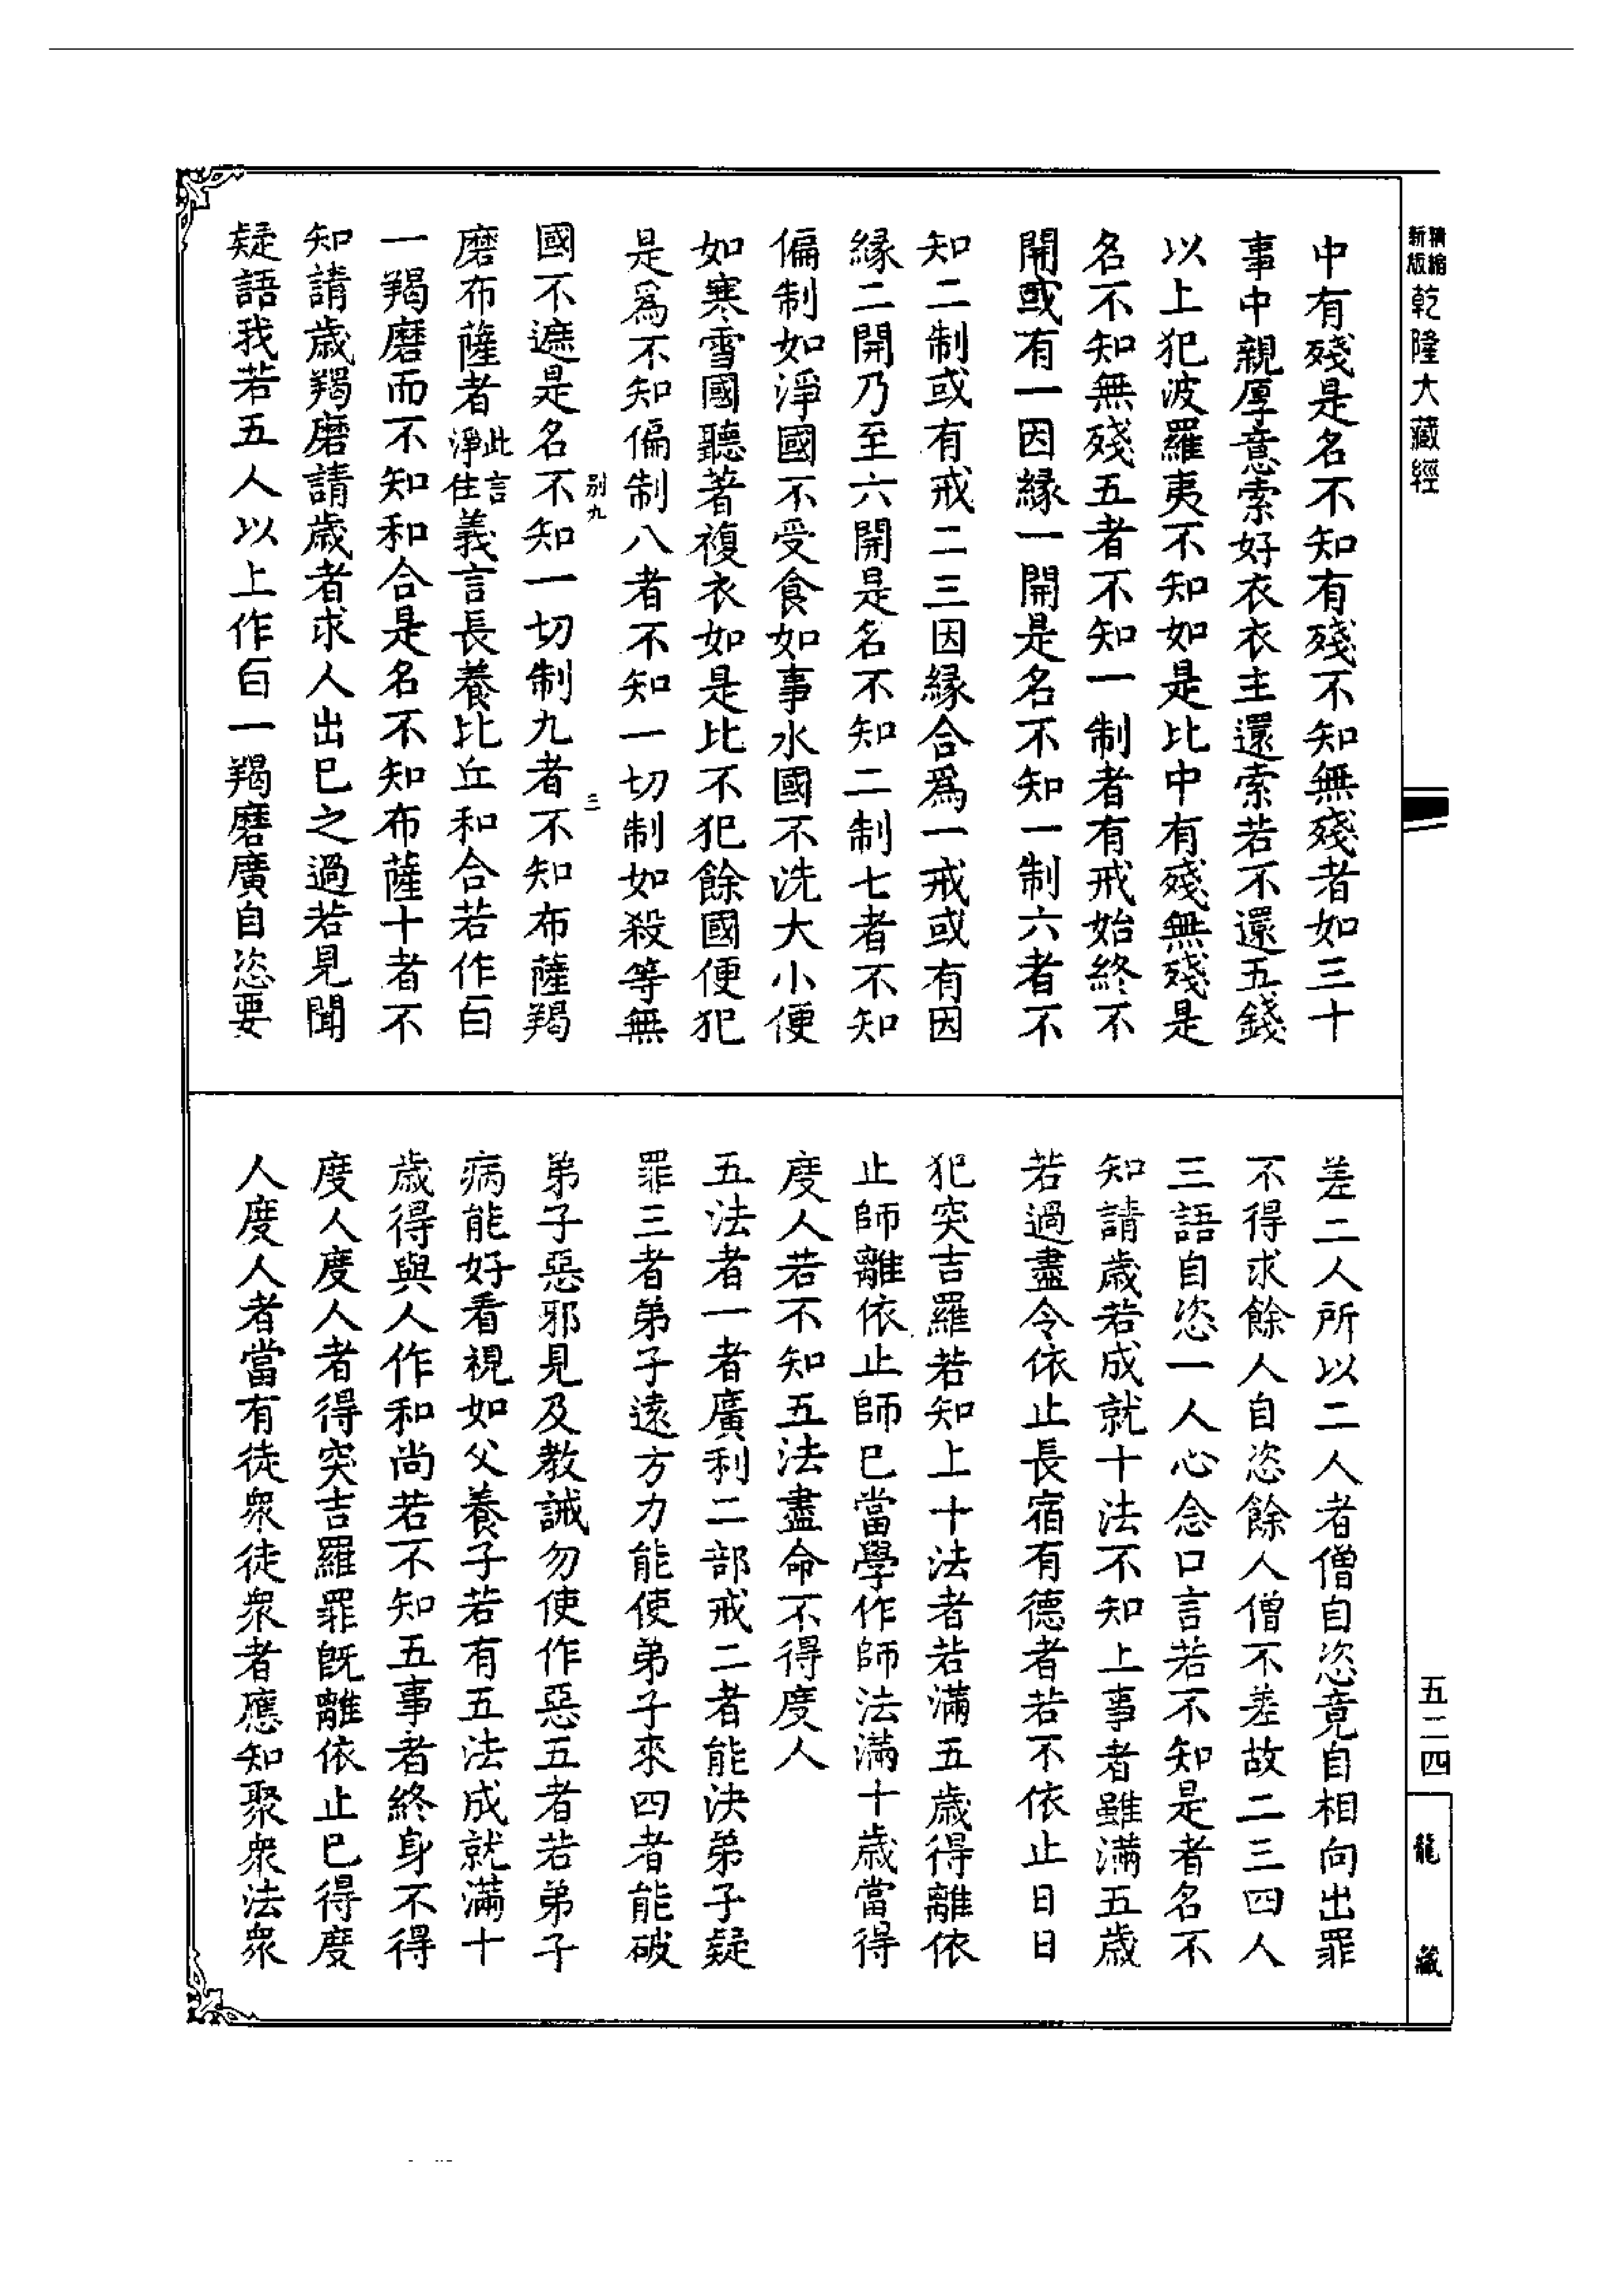 精縮新版乾隆大藏經
中有殘是名不知有殘不知無殘者如三十
事中親厚意索好衣衣主還索若不還五錢
以上犯波羅夷不知如是比中有殘無殘是
名不知無殘五者不知一制者有戒始終不
開或有一因緣一開是名不知一制六者不
知二制或有戒二三因緣合爲一戒或有因
緣二開乃至六開是名不知二制七者不知
偏制如淨國不受食如事水國不洗大小便
如寒雪國聽著複衣如是比不犯餘國便犯
是爲不知偏制八者不知一切制如殺等無
別九 三
國不遮是名不知一切制九者不知布薩羯
磨布薩者此言淨住義言長養比丘和合若作白
一羯磨而不知和合是名不知布薩十者不
知請歲羯磨請歲者求人出已之過若見聞
疑語我若五人以上作白一羯磨廣自恣要
差二人所以二人者僧自恣竟自相向出罪
不得求餘人自恣餘人僧不差故二三四人
三語自恣一人心念口言若不知是者名不
知請歲若成就十法不知上事者雖滿五歲
若過盡令依止長宿有德者若不依止日日
犯突吉羅若知上十法者若滿五歲得離依
止師離依止師已當學作師法滿十歲當得
度人若不知五法盡命不得度人
五法者一者廣利二部戒二者能決弟子疑
罪三者弟子遠方力能使弟子來四者能破
弟子惡邪見及教誡勿使作惡五者若弟子
病能好看視如父養子若有五法成就滿十
歲得與人作和尚若不知五事者終身不得
度人度人者得突吉羅罪旣離依止已得度
人度人者當有徒衆徒衆者應知聚衆法衆
五二四
龍藏